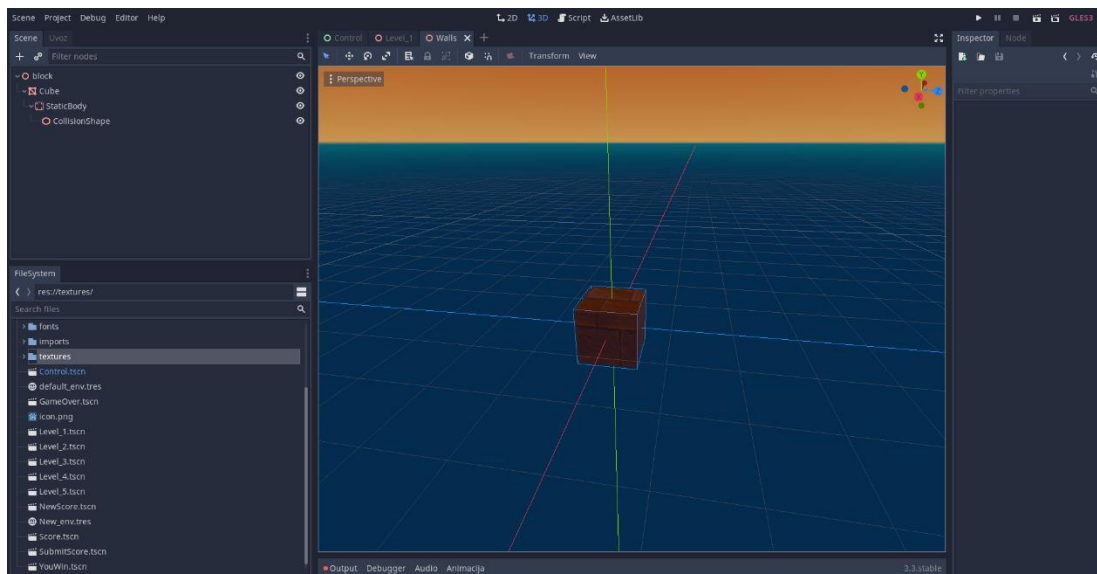 Scene Project Debug Editor Help
2D 3D Script AssetLib
GLES3
Scene Uvoz
Filter nodes
block
Cube
StaticBody
CollisionShape
FileSystem
res://textures/
Search files
fonts
imports
textures
Control.tscn
default_env.tres
GameOver.tscn
icon.png
Level_1.tscn
Level_2.tscn
Level_3.tscn
Level_4.tscn
Level_5.tscn
NewScore.tscn
New_env.tres
Score.tscn
SubmitScore.tscn
YouWin.tscn
Control Level_1 Walls
Transform View
Perspective
Y
Z
Output Debugger Audio Animacija
3.3.stable
Inspector Node
Filter properties